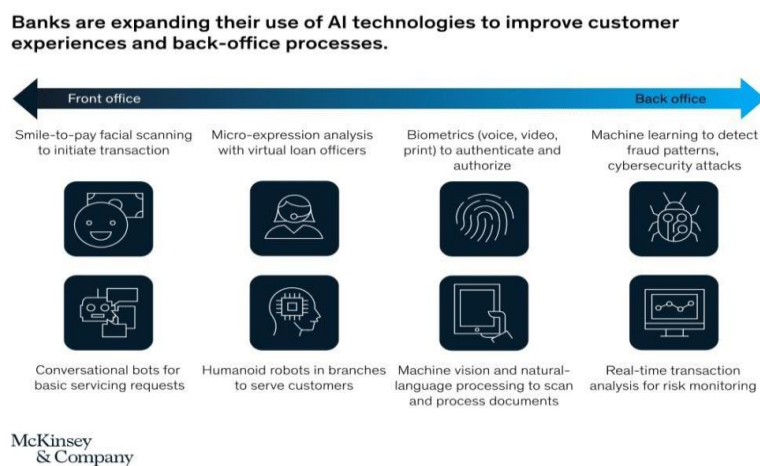 Banks are expanding their use of AI technologies to improve customer
experiences and back-office processes.
Front office
Back office
Smile-to-pay facial scanning
to initiate transaction
Micro-expression analysis
with virtual loan officers
Biometrics (voice, video,
print) to authenticate and
authorize
Machine learning to detect
fraud patterns,
cybersecurity attacks
Conversational bots for
basic servicing requests
Humanoid robots in branches
to serve customers
Machine vision and natural-
language processing to scan
and process documents
Real-time transaction
analysis for risk monitoring
McKinsey
& Company